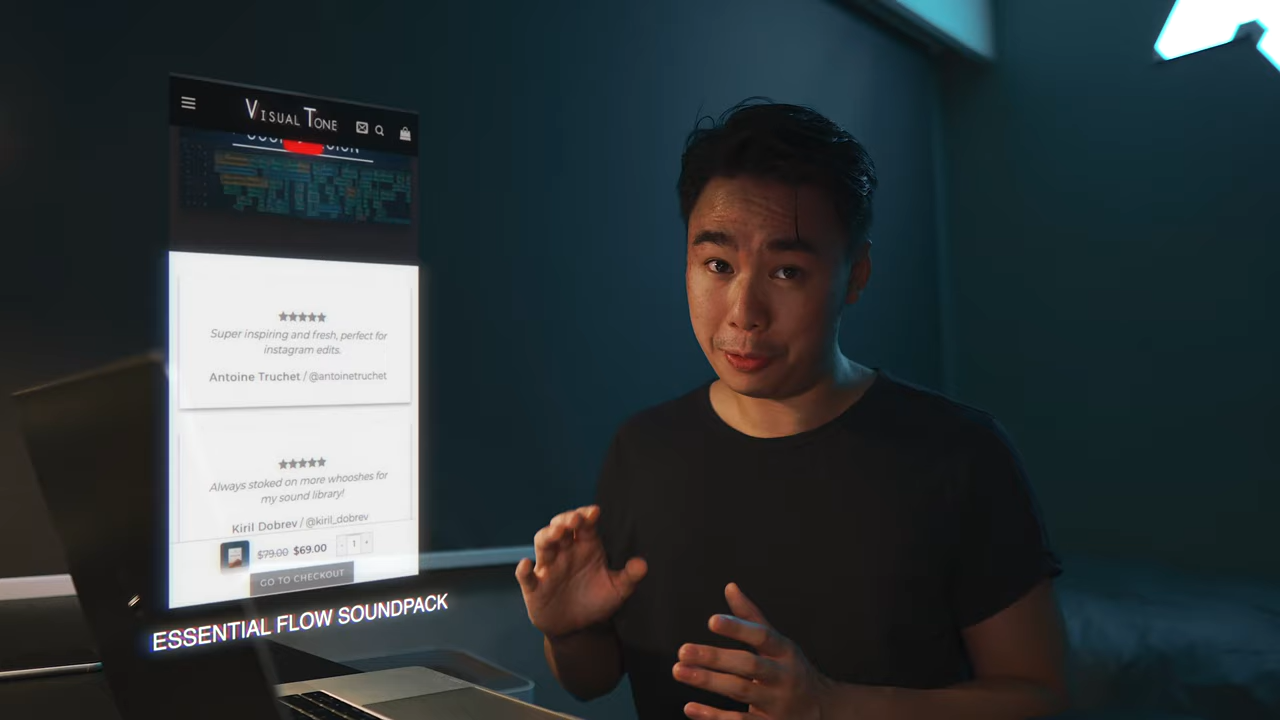 VISUAL TONE
★★★★★
Super inspiring and fresh, perfect for
instagram edits.
Antoine Truchet / @antoinetruchet
★★★★★
Always stoked on more whooshes for
my sound library!
Kiril Dobrev / @kiril_dobrev
$79.00 $69.00 - 1 +
GO TO CHECKOUT
ESSENTIAL FLOW SOUNDPACK